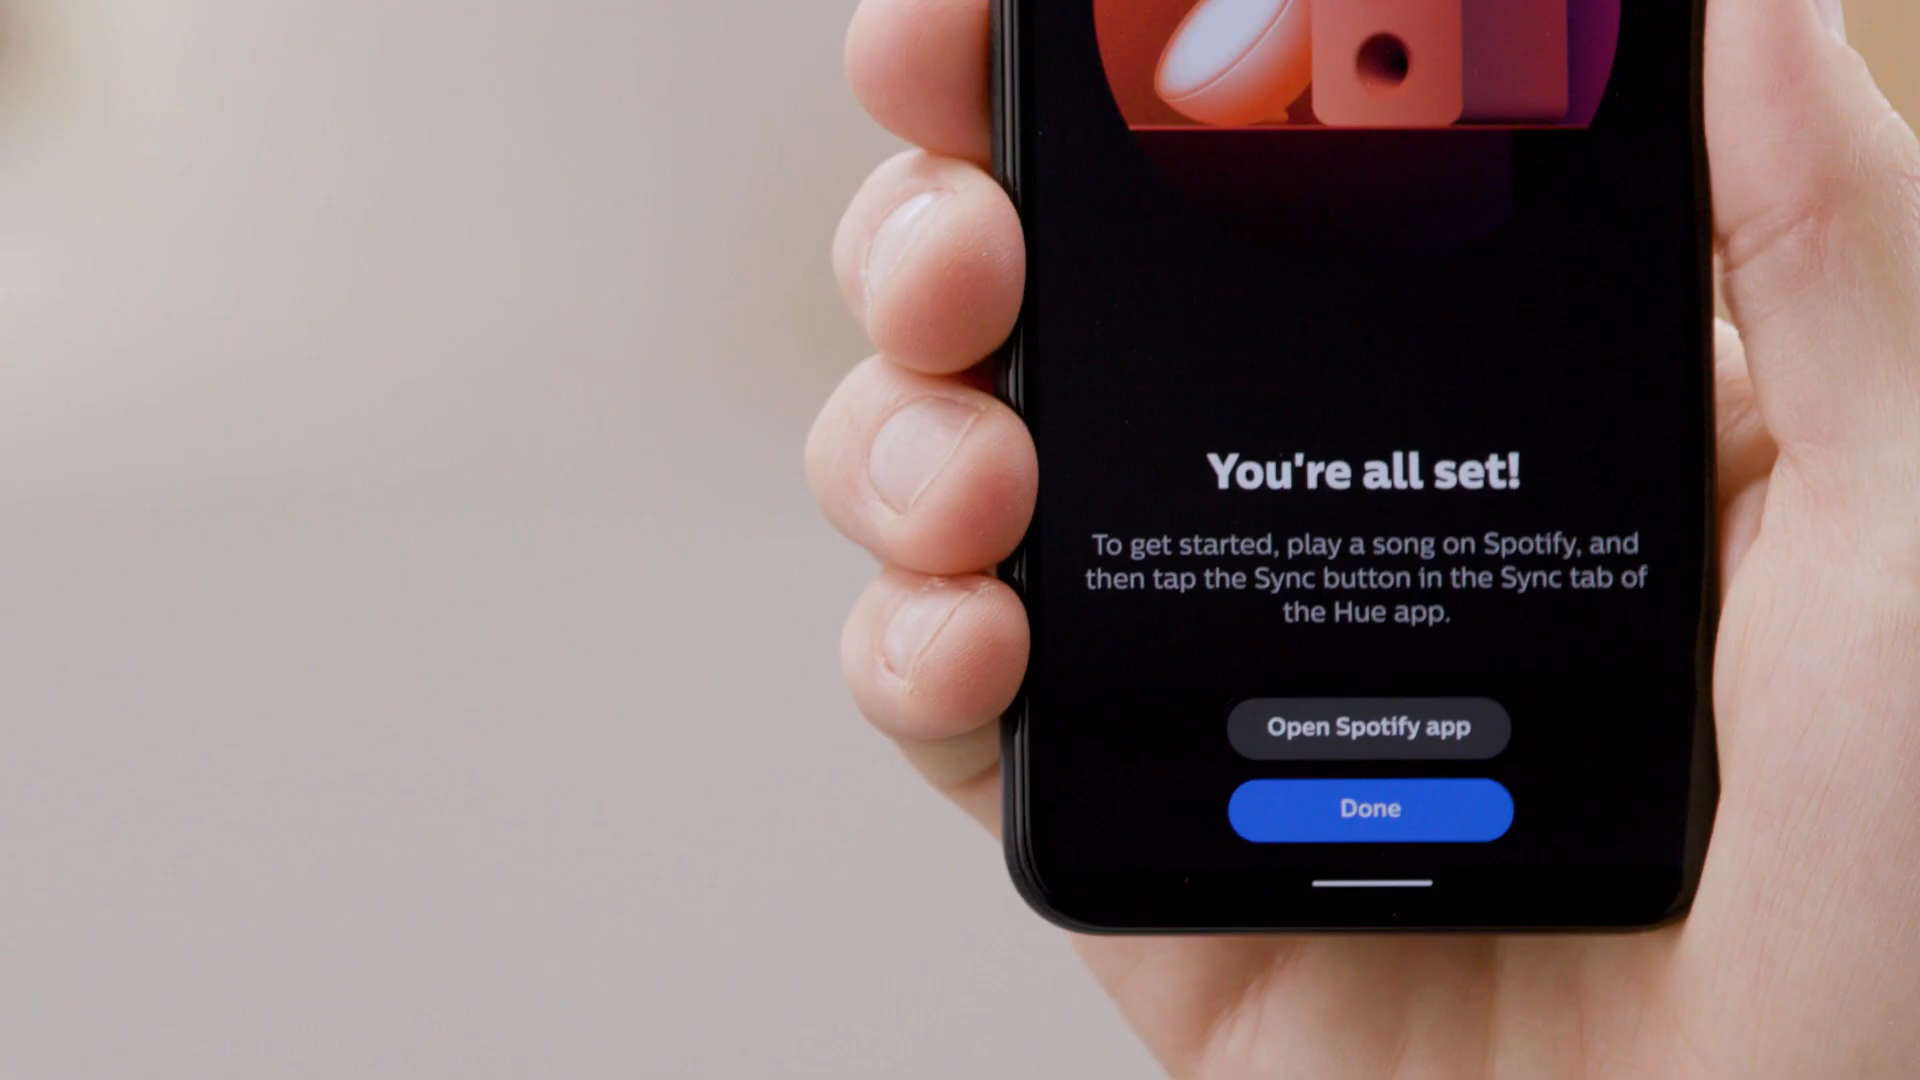 You're all set!
To get started, play a song on Spotify, and
then tap the Sync button in the Sync tab of
the Hue app.
Open Spotify app
Done